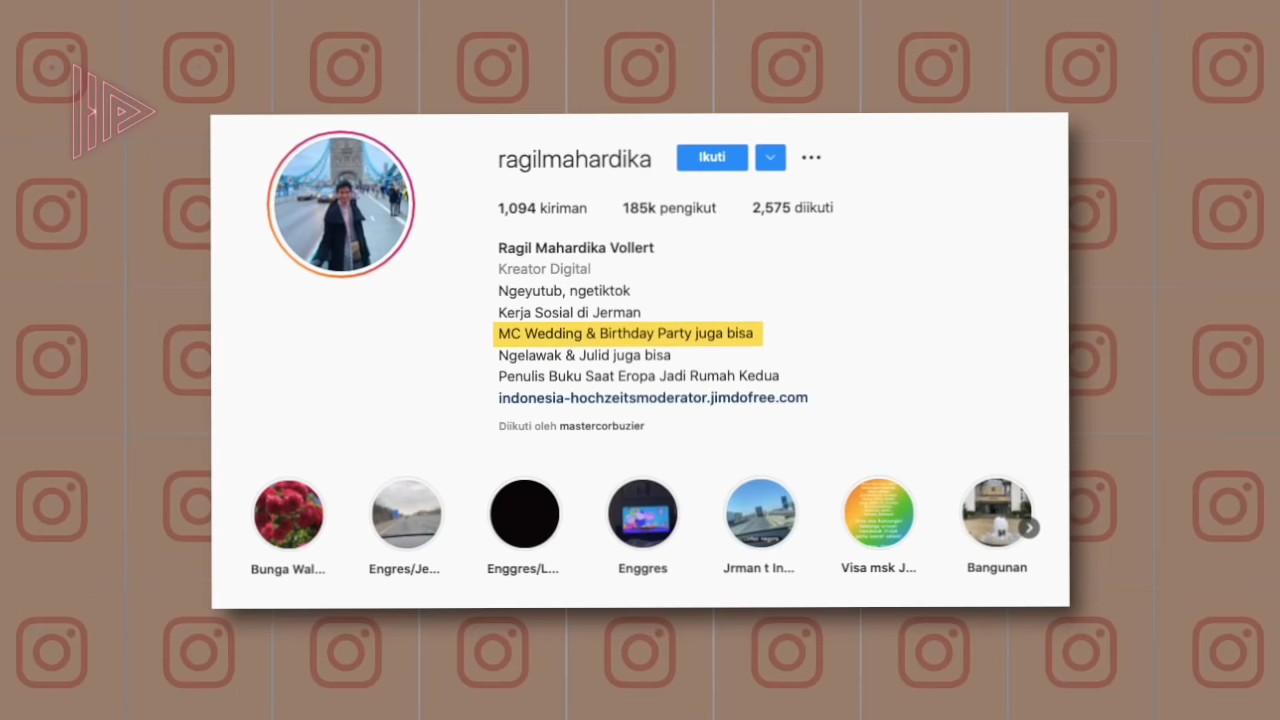 ragilmahardika Ikuti
1,094 kiriman 185k pengikut 2,575 diikuti
Ragil Mahardika Vollert
Kreator Digital
Ngeyutub, ngetiktok
Kerja Sosial di Jerman
MC Wedding & Birthday Party juga bisa
Ngelawak & Julid juga bisa
Penulis Buku Saat Eropa Jadi Rumah Kedua
indonesia-hochzeitsmoderator.jimdofree.com
Diikuti oleh mastercorbuzier
Bunga Wal... Engres/Je... Enggres/L... Enggres Jrman t In... Visa msk J... Bangunan